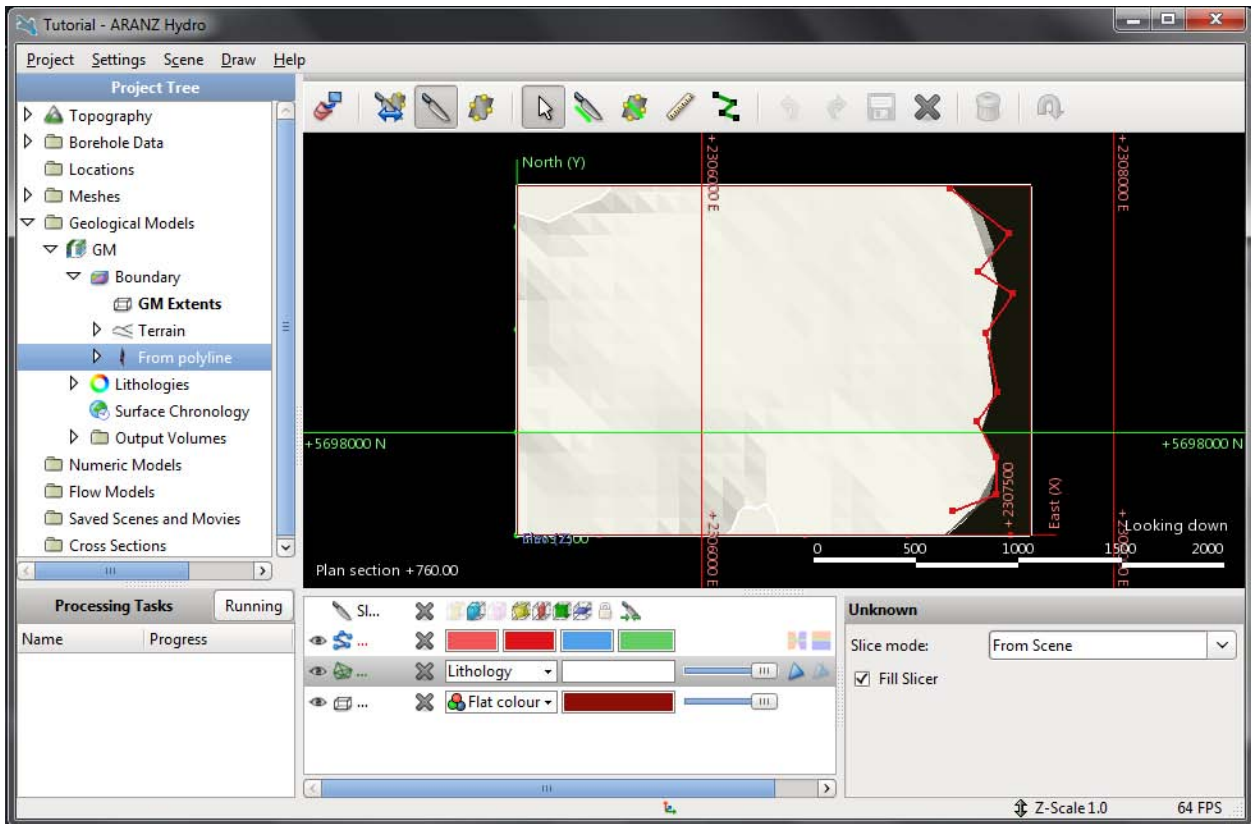 Tutorial - ARANZ Hydro
Project Settings Scene Draw Help
Project Tree
Topography
Borehole Data
Locations
Meshes
Geological Models
GM
Boundary
GM Extents
Terrain
From polyline
Lithologies
Surface Chronology
Output Volumes
Numeric Models
Flow Models
Saved Scenes and Movies
Cross Sections
Processing Tasks Running
Name Progress
North (Y)
+2306000 E
+2308000 E
+5698000 N
+5698000 N
+2307500
East (X)
+2306000 E
Looking down
0 500 1000 1500 2000
Plan section +760.00
Sl...
...
... Lithology
... Flat colour
Unknown
Slice mode: From Scene
Fill Slicer
Z-Scale 1.0 64 FPS